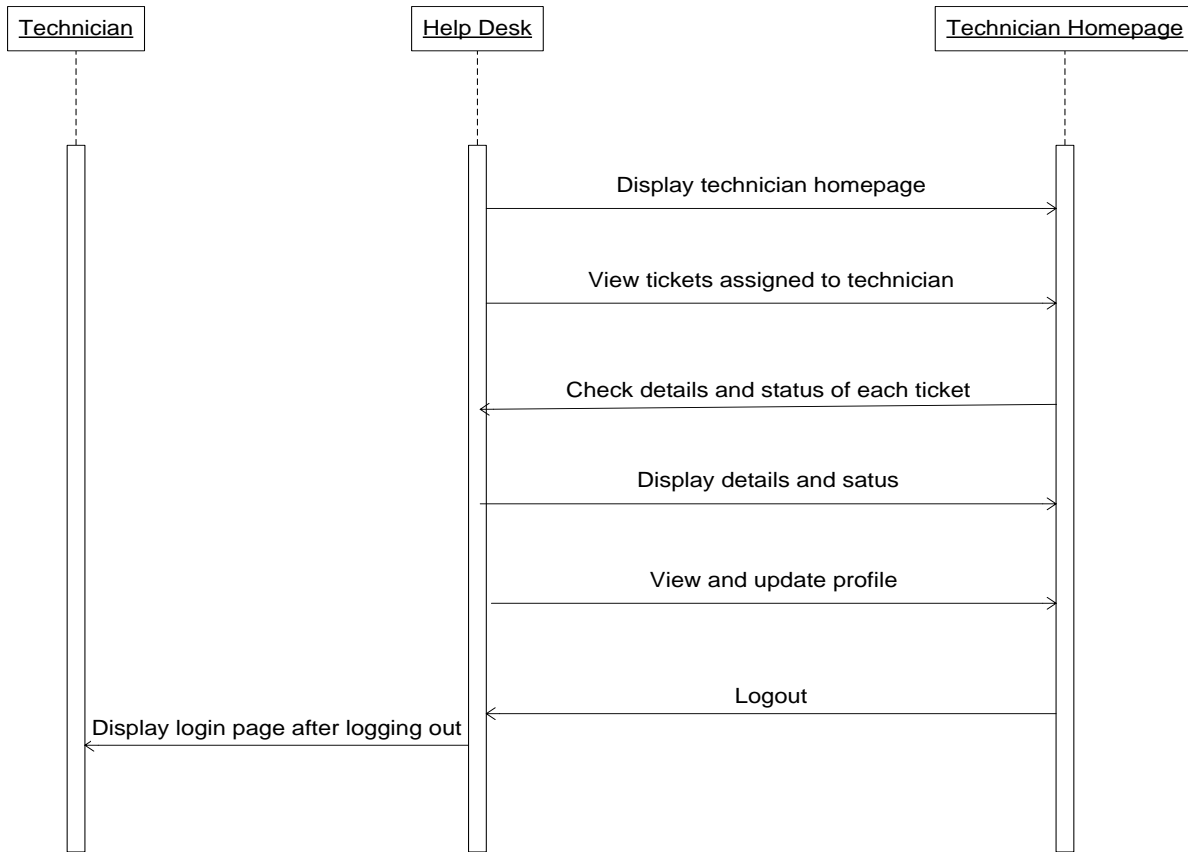 Technician
Help Desk
Technician Homepage
Display technician homepage
View tickets assigned to technician
Check details and status of each ticket
Display details and satus
View and update profile
Logout
Display login page after logging out